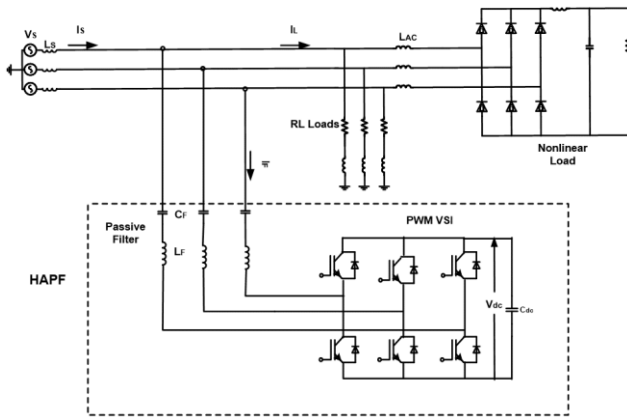 VS
IS
IL
LAC
LS
RL Loads
Nonlinear
Load
CF
PWM VSI
Passive
Filter
LF
HAPF
Vdc
Cdc